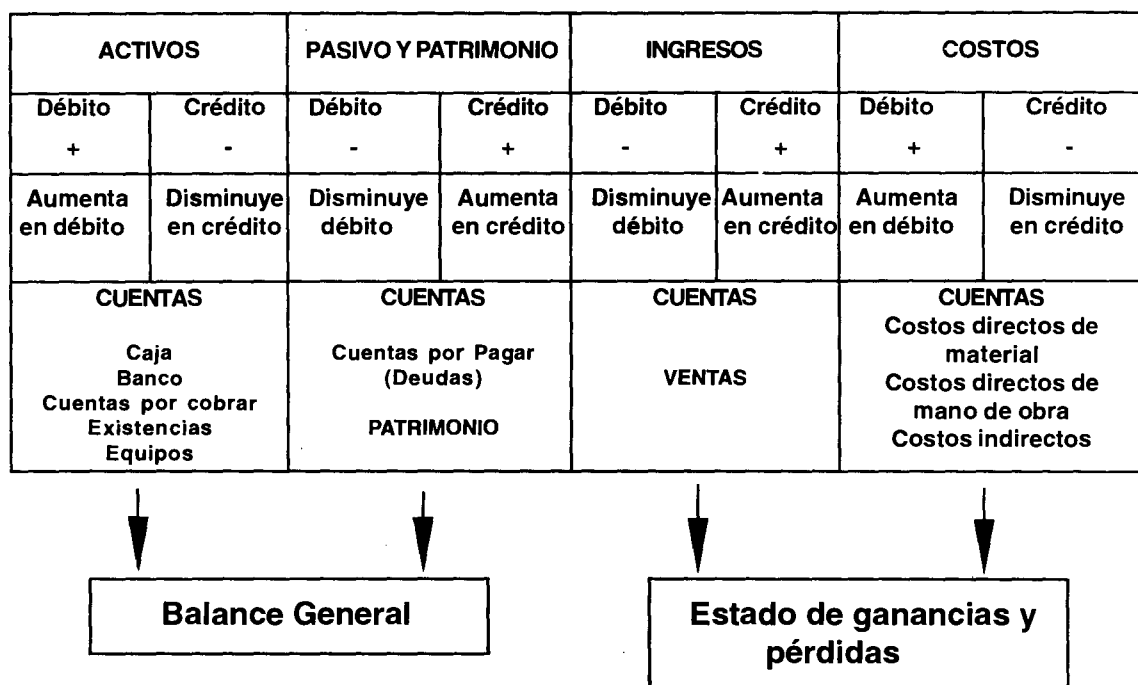 ACTIVOS PASIVO Y PATRIMONIO INGRESOS COSTOS
Débito Crédito Débito Crédito Débito Crédito Débito Crédito
+ - - + - + + -
Aumenta Disminuye Disminuye Aumenta Disminuye Aumenta Aumenta Disminuye
en débito en crédito débito en crédito débito en crédito en débito en crédito
CUENTAS
Caja
Banco
Cuentas por cobrar
Existencias
Equipos
CUENTAS
Cuentas por Pagar
(Deudas)
PATRIMONIO
CUENTAS
VENTAS
CUENTAS
Costos directos de
material
Costos directos de
mano de obra
Costos indirectos
Balance General
Estado de ganancias y
pérdidas